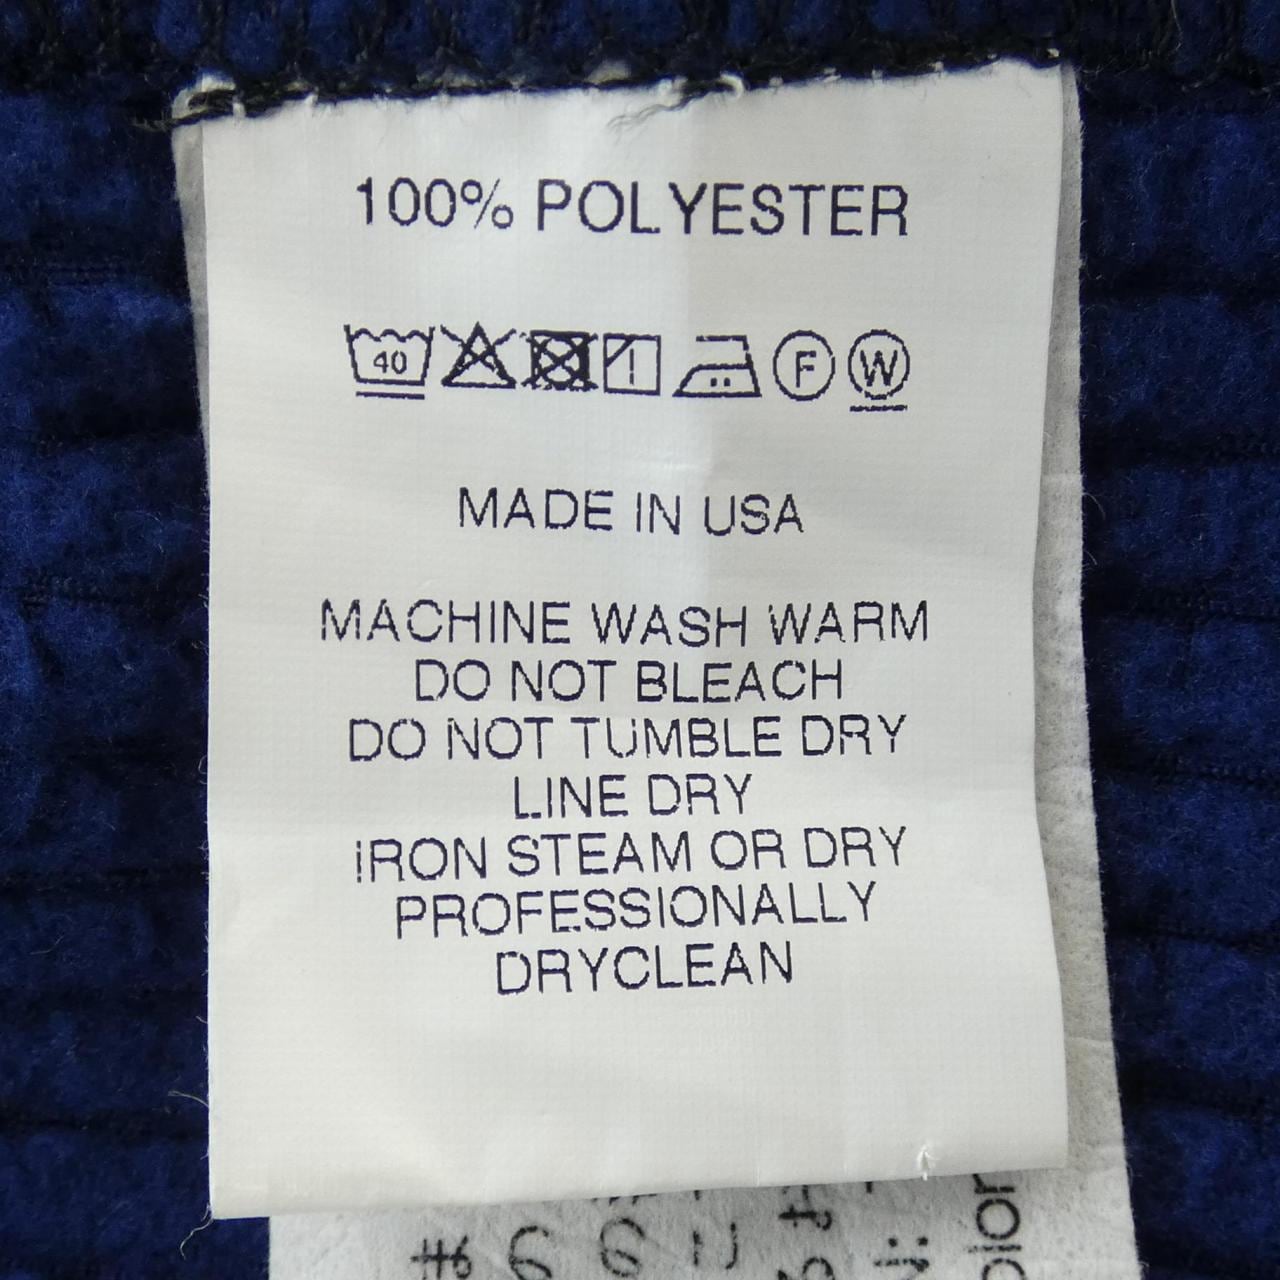 100% POLYESTER
40 F W
MADE IN USA
MACHINE WASH WARM
DO NOT BLEACH
DO NOT TUMBLE DRY
LINE DRY
IRON STEAM OR DRY
PROFESSIONALLY
DRYCLEAN